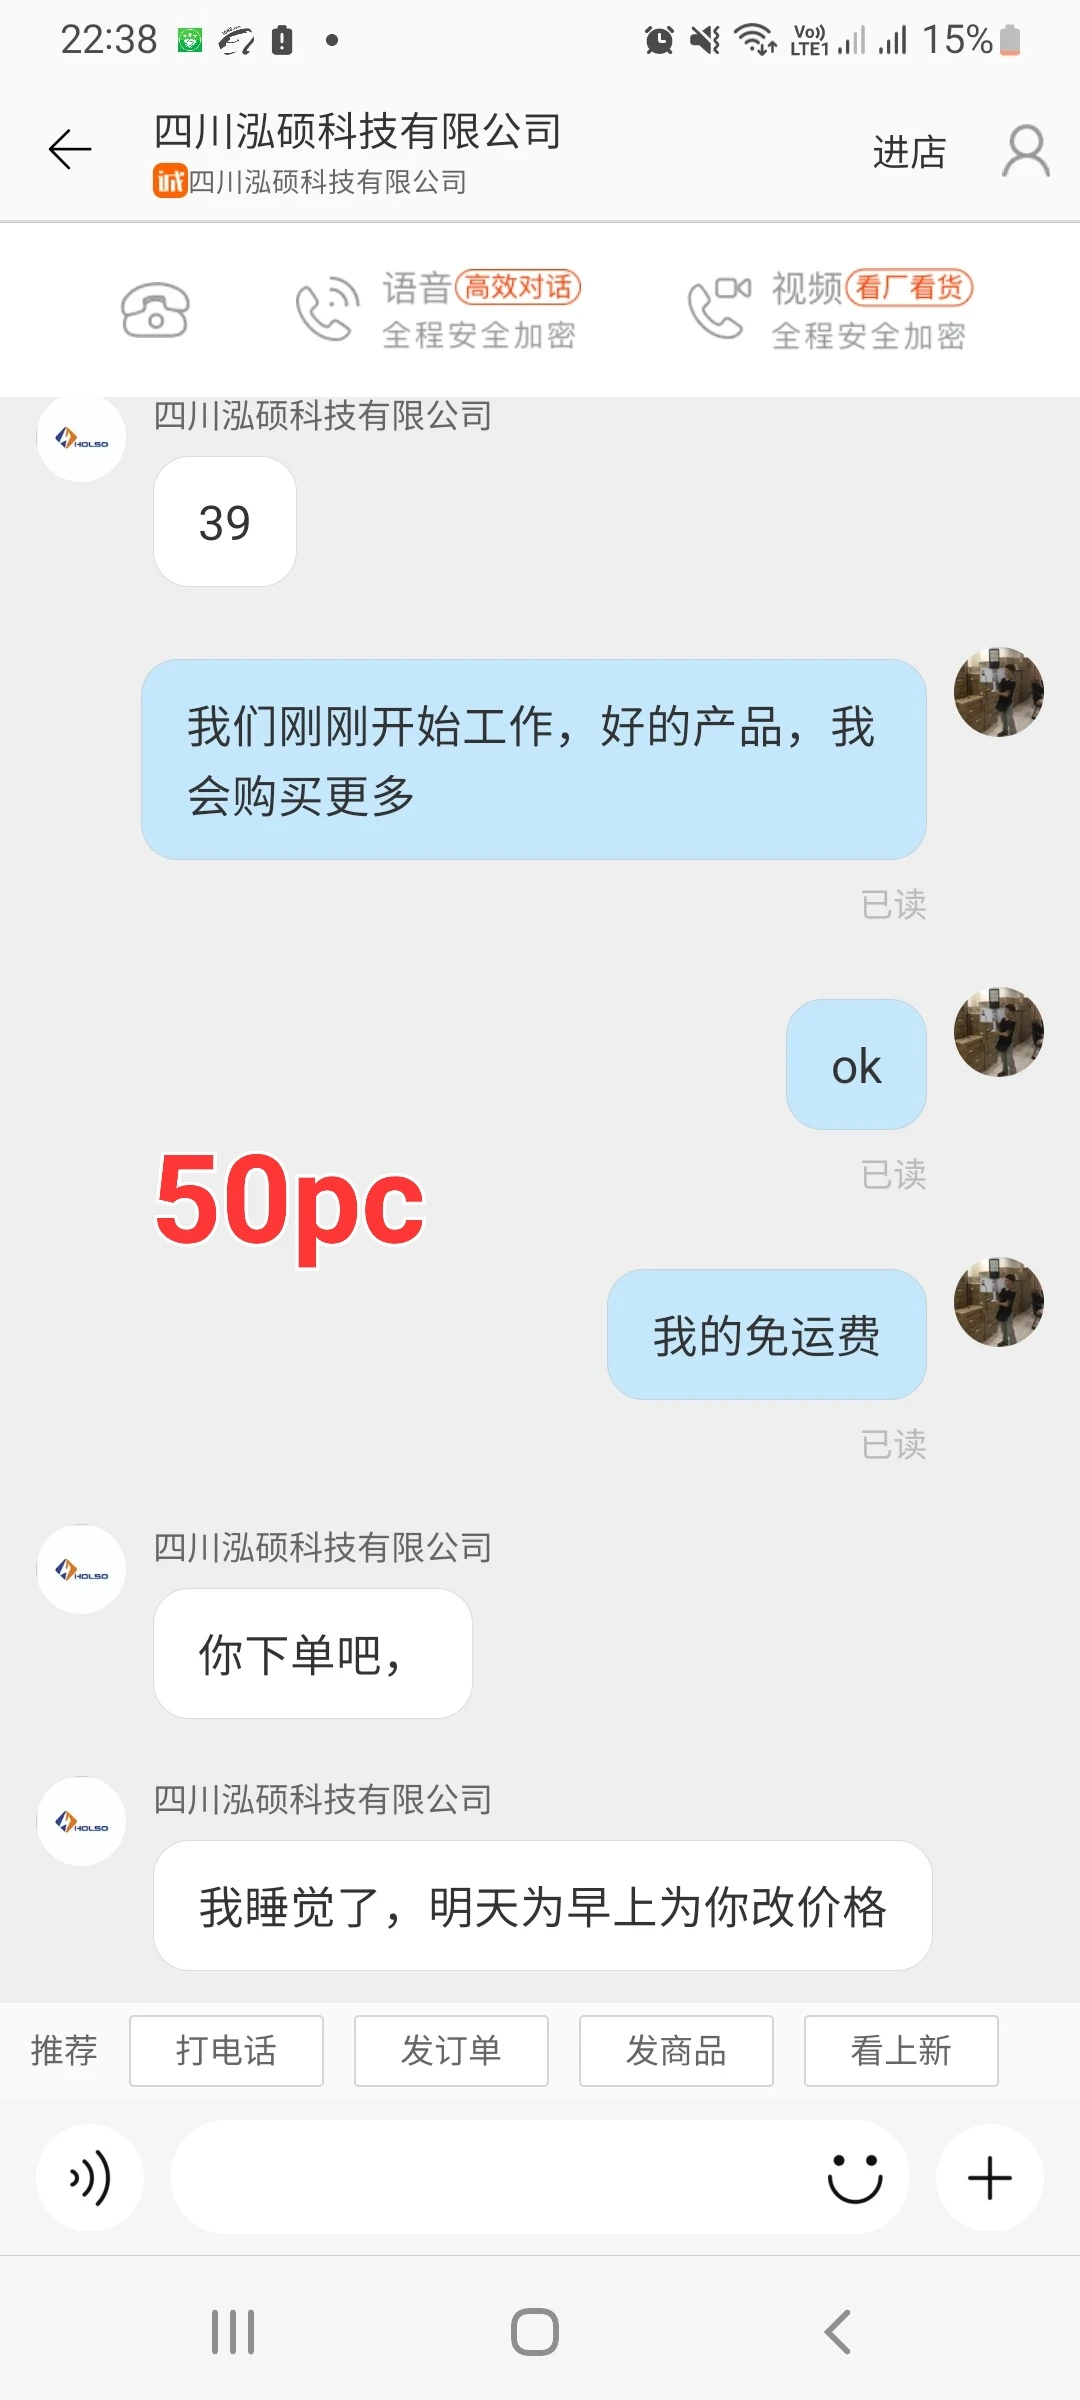 22:38
Vo)) LTE1 15%
四川泓硕科技有限公司
进店
诚 四川泓硕科技有限公司
语音 高效对话
全程安全加密
视频 看厂看货
全程安全加密
四川泓硕科技有限公司
HOLSO
39
我们刚刚开始工作，好的产品，我
会购买更多
已读
ok
已读
50pc
我的免运费
已读
四川泓硕科技有限公司
HOLSO
你下单吧，
四川泓硕科技有限公司
HOLSO
我睡觉了，明天为早上为你改价格
推荐 打电话 发订单 发商品 看上新